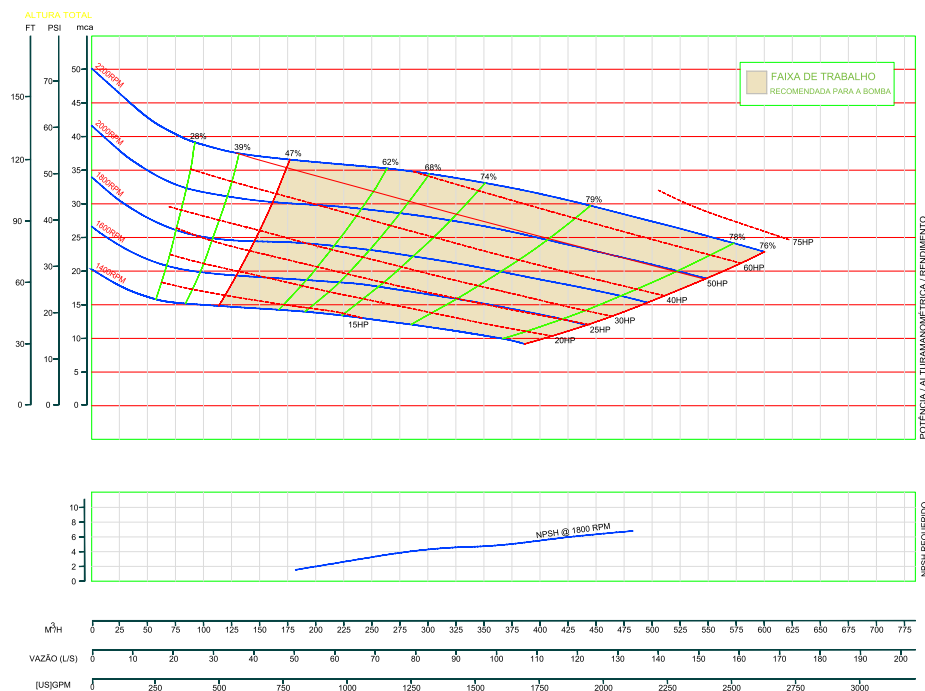 ALTURA TOTAL
FT PSI mca
50
45
40
35
30
25
20
15
10
5
0
70
60
50
40
30
20
10
0
150
120
90
60
30
0
2200RPM
2000RPM
1800RPM
1600RPM
1400RPM
28%
39%
47%
62%
68%
74%
79%
78%
76%
75HP
60HP
50HP
40HP
30HP
25HP
20HP
15HP
FAIXA DE TRABALHO
RECOMENDADA PARA A BOMBA
POTÊNCIA / ALTURAMANOMÉTRICA / RENDIMENTO
10
8
6
4
2
0
NPSH @ 1800 RPM
NPSH REQUERIDO
M³/H 0 25 50 75 100 125 150 175 200 225 250 275 300 325 350 375 400 425 450 475 500 525 550 575 600 625 650 675 700 725 750 775
VAZÃO (L/S) 0 10 20 30 40 50 60 70 80 90 100 110 120 130 140 150 160 170 180 190 200
[US]GPM 0 250 500 750 1000 1250 1500 1750 2000 2250 2500 2750 3000